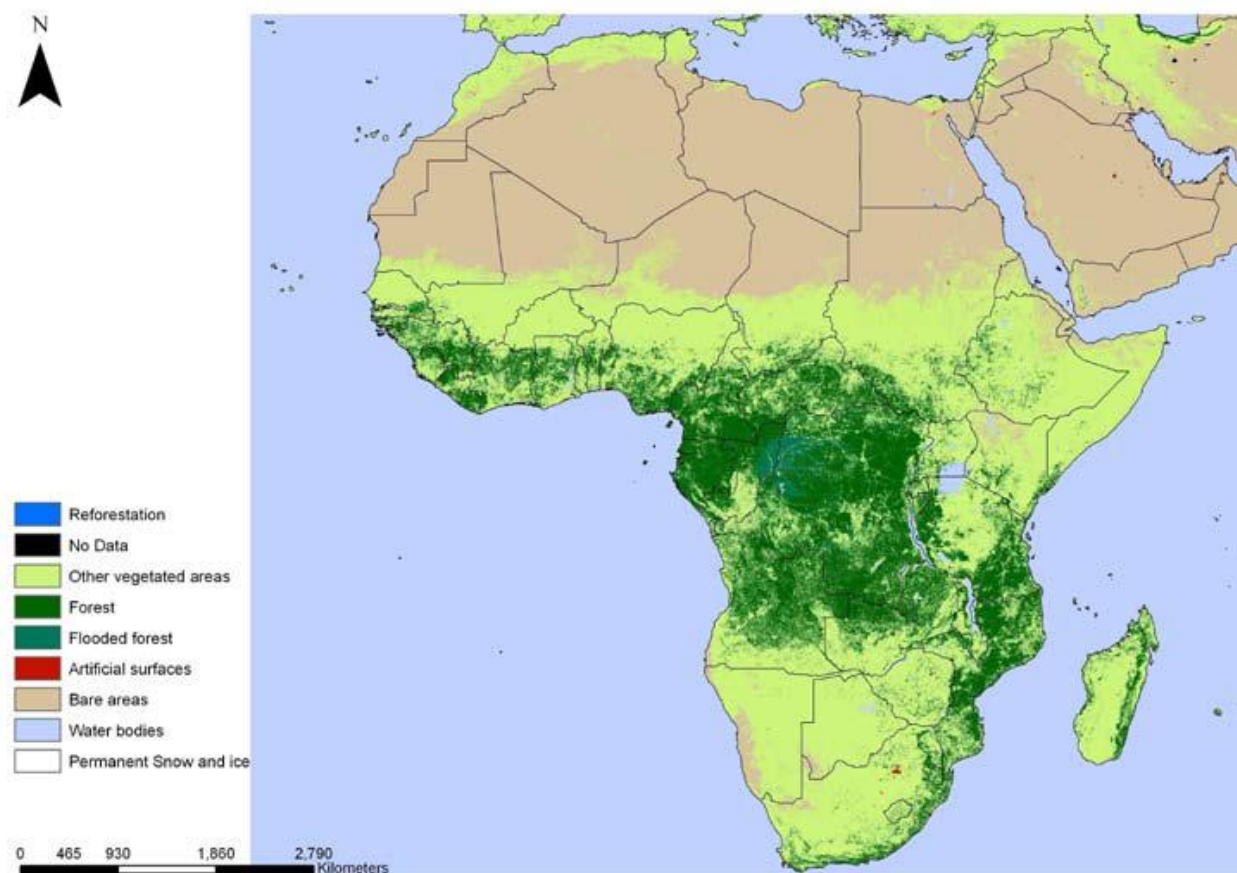 N
Reforestation
No Data
Other vegetated areas
Forest
Flooded forest
Artificial surfaces
Bare areas
Water bodies
Permanent Snow and ice
0 465 930 1,860 2,790
Kilometers